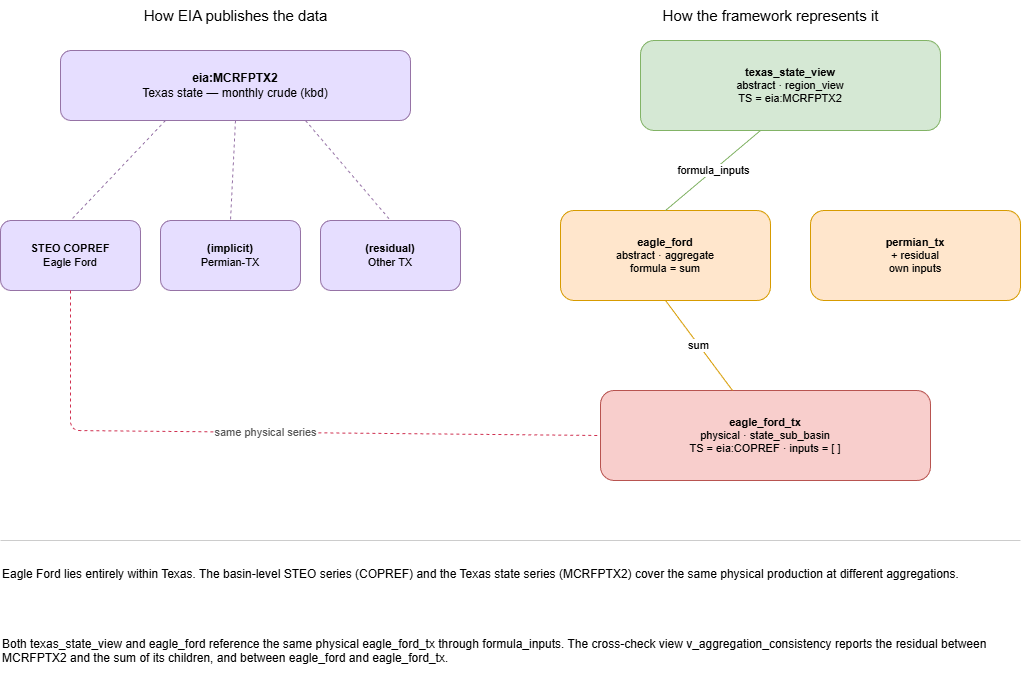 How EIA publishes the data
How the framework represents it
eia:MCRFPTX2
Texas state — monthly crude (kbd)
texas_state_view
abstract · region_view
TS = eia:MCRFPTX2
formula_inputs
STEO COPREF
Eagle Ford
(implicit)
Permian-TX
(residual)
Other TX
eagle_ford
abstract · aggregate
formula = sum
permian_tx
+ residual
own inputs
sum
same physical series
eagle_ford_tx
physical · state_sub_basin
TS = eia:COPREF · inputs = [ ]
Eagle Ford lies entirely within Texas. The basin-level STEO series (COPREF) and the Texas state series (MCRFPTX2) cover the same physical production at different aggregations.
Both texas_state_view and eagle_ford reference the same physical eagle_ford_tx through formula_inputs. The cross-check view v_aggregation_consistency reports the residual between
MCRFPTX2 and the sum of its children, and between eagle_ford and eagle_ford_tx.